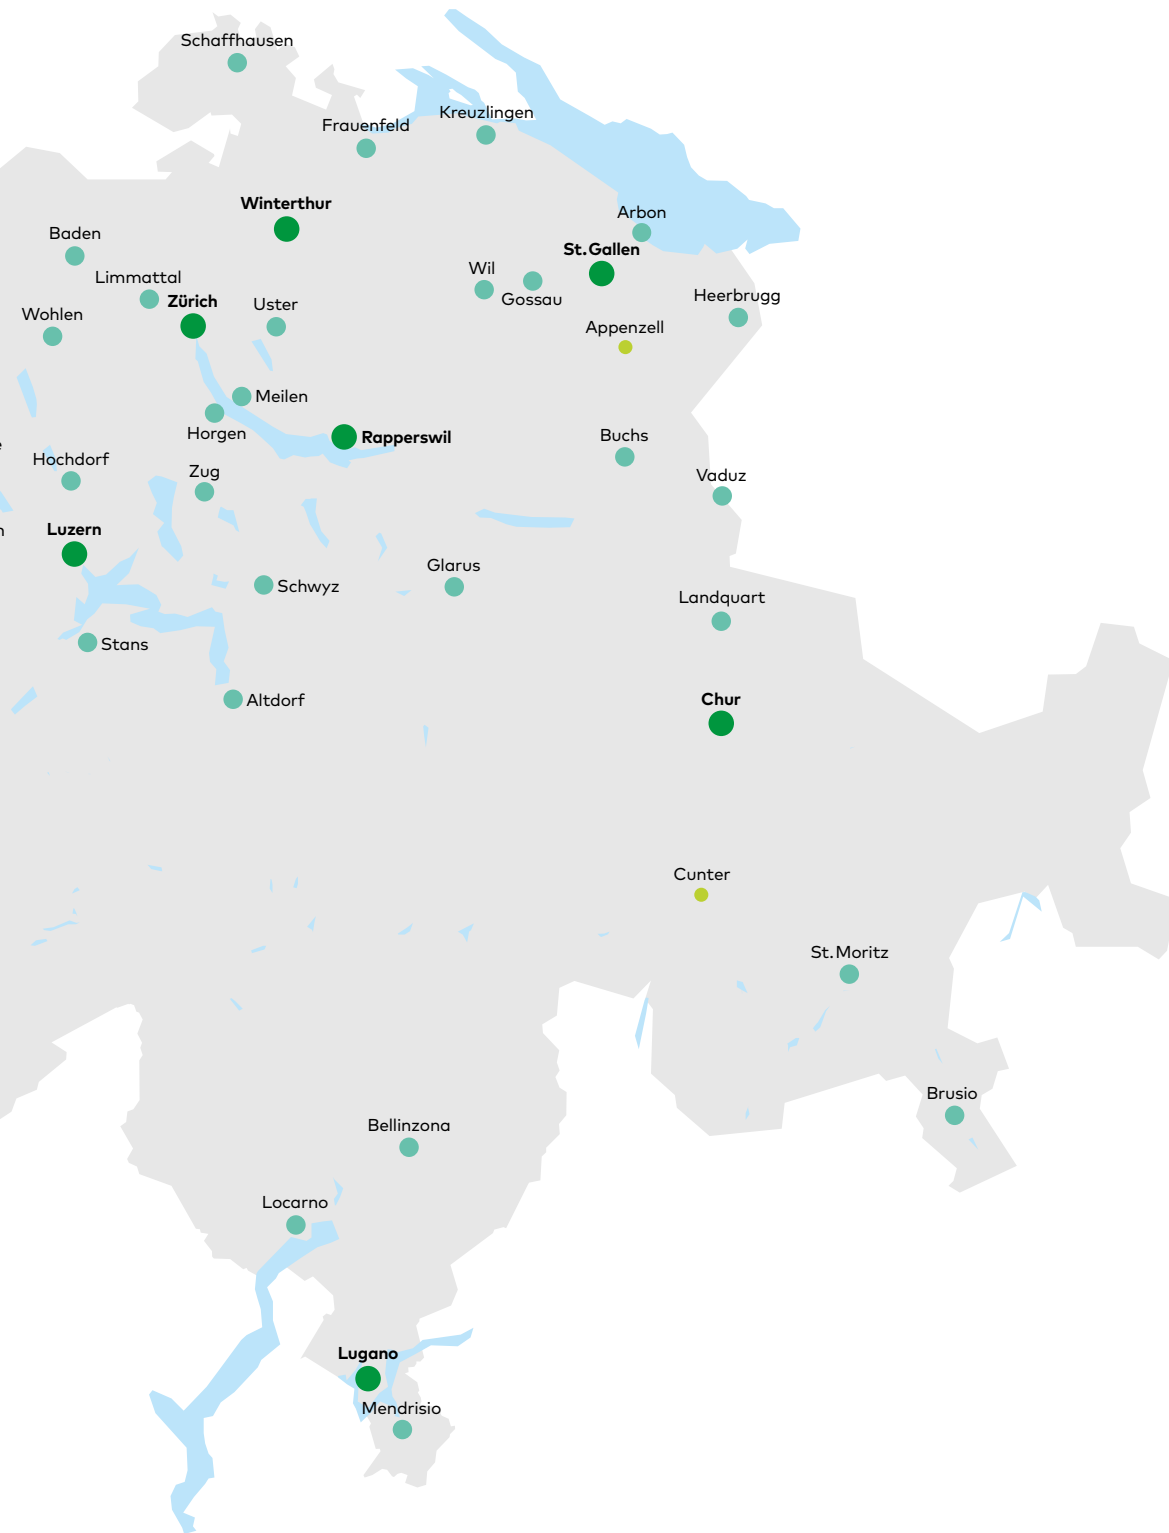 Schaffhausen
Kreuzlingen
Frauenfeld
Winterthur
Arbon
Baden
St. Gallen
Wil
Limmattal
Heerbrugg
Gossau
Zürich
Uster
Wohlen
Appenzell
Meilen
Horgen
Rapperswil
Buchs
e
Hochdorf
Zug
Vaduz
n
Luzern
Glarus
Schwyz
Landquart
Stans
Altdorf
Chur
Cunter
St. Moritz
Brusio
Bellinzona
Locarno
Lugano
Mendrisio